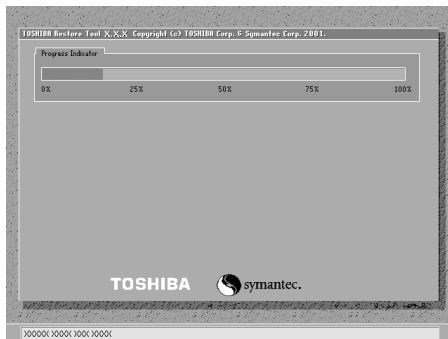 TOSHIBA Restore Tool X.X.X Copyright (c) TOSHIBA Corp. & Symantec Corp. 2001.
Progress Indicator
0% 25% 50% 75% 100%
TOSHIBA symantec.
XXXXX XXXX XXX XXXX